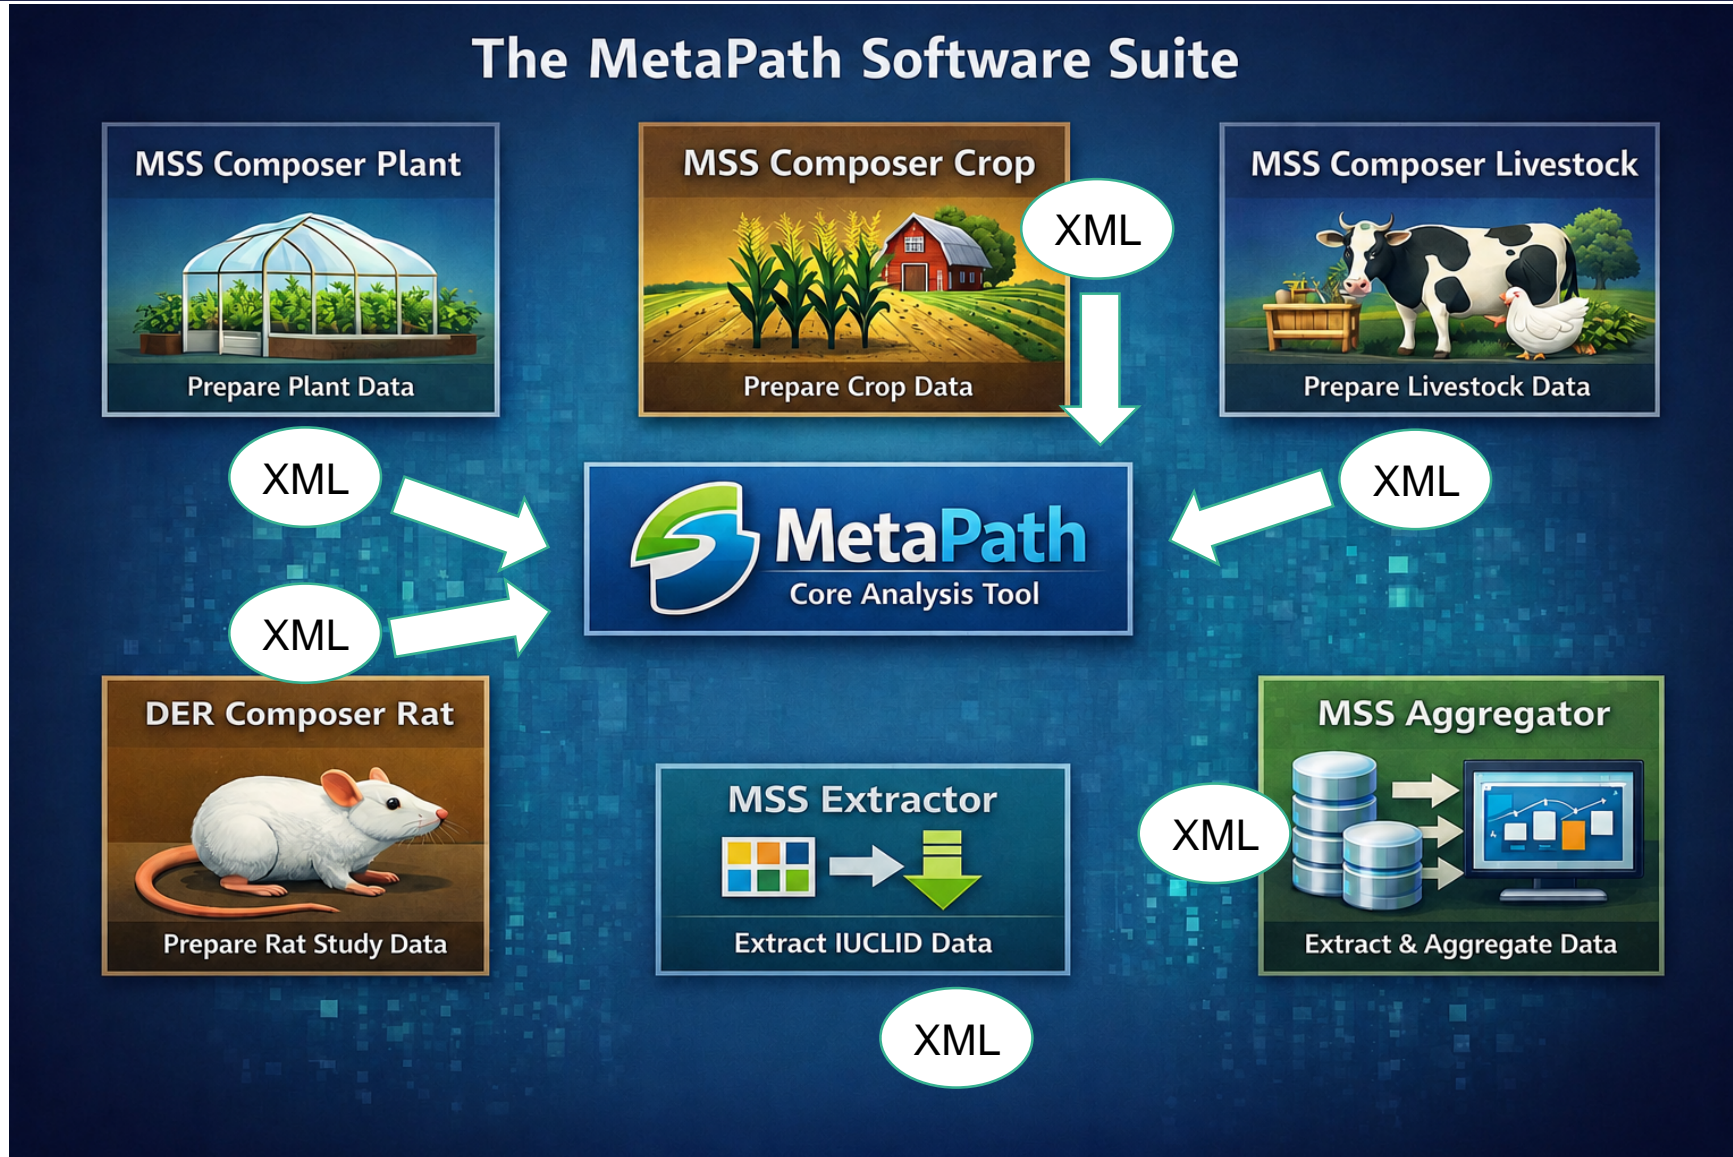 The MetaPath Software Suite
MSS Composer Plant
Prepare Plant Data
MSS Composer Crop
XML
Prepare Crop Data
MSS Composer Livestock
Prepare Livestock Data
XML
XML
MetaPath
Core Analysis Tool
XML
DER Composer Rat
Prepare Rat Study Data
MSS Extractor
Extract IUCLID Data
XML
MSS Aggregator
XML
Extract & Aggregate Data